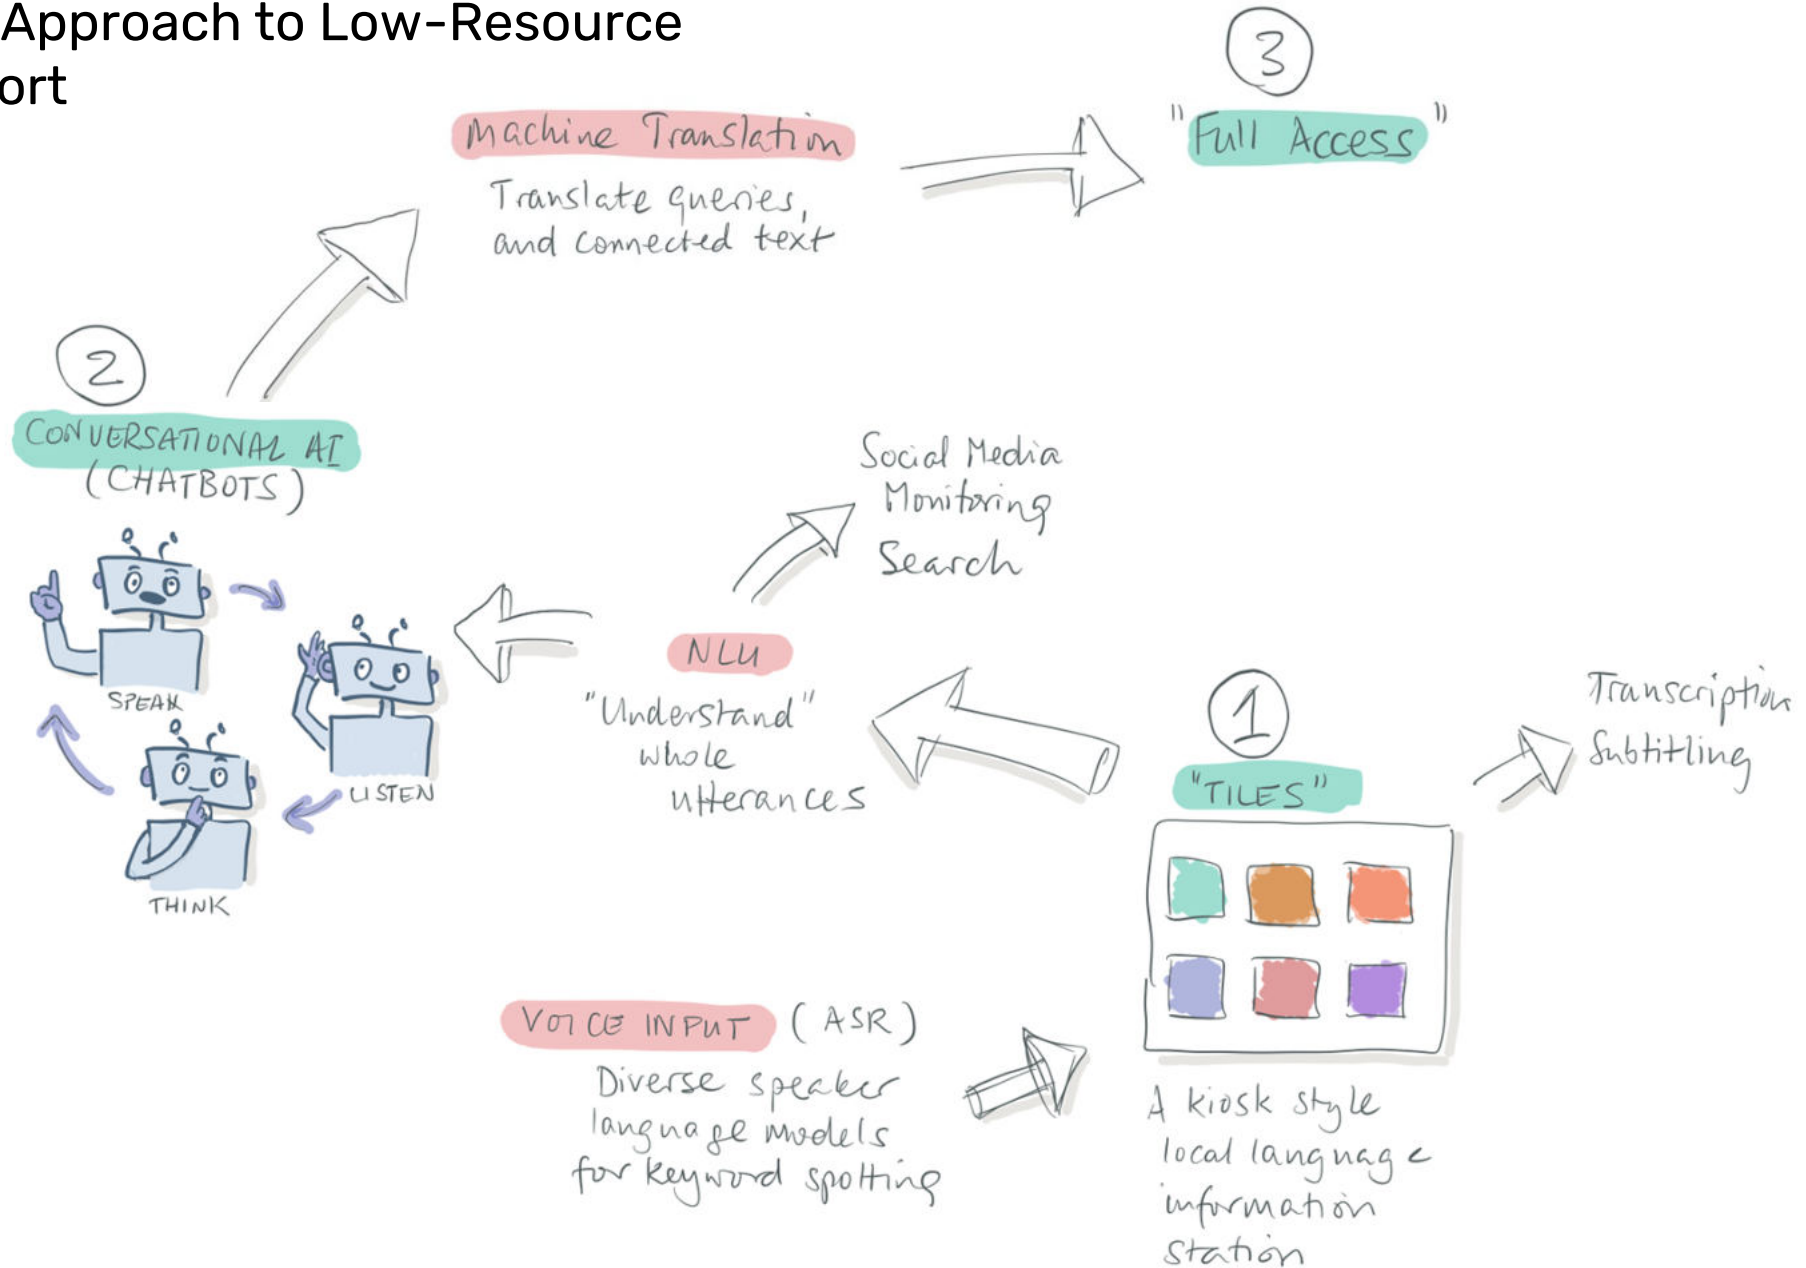 Approach to Low-Resource
ort
3
"Full Access"
Machine Translation
Translate queries,
and connected text
2
CONVERSATIONAL AI
(CHATBOTS)
SPEAK
LISTEN
THINK
Social Media
Monitoring
Search
NLU
"Understand"
whole
utterances
1
"TILES"
Transcription
Subtitling
VOICE INPUT (ASR)
Diverse speaker
language models
for keyword spotting
A kiosk style
local language
information
station